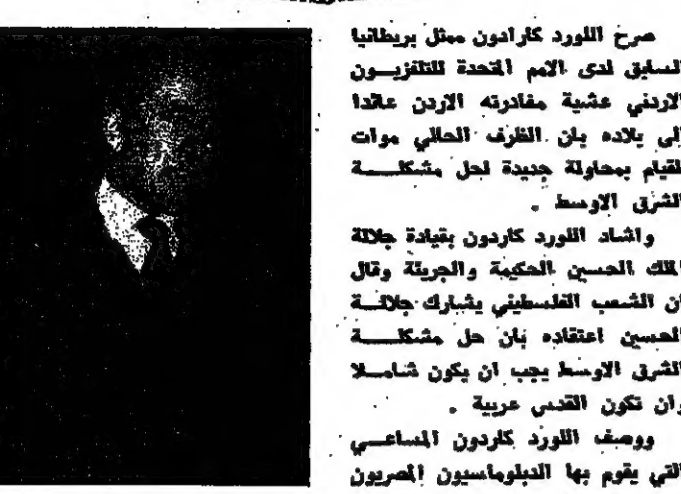 صرح اللورد كارادون ممثل بريطانيا
السابق لدى الامم المتحدة للتلفزيون
الاردني عشية مغادرته الاردن عائدا
إلى بلاده بان الظرف الحالي موات
للقيام بمحاولة جديدة لحل مشكلة
الشرق الاوسط .
واشاد اللورد كاردون بقيادة جلالة
الملك الحسين الحكيمة والجريئة وقال
ان الشعب الفلسطيني يشارك جلالة
الحسين اعتقاده بان حل مشكلة
الشرق الاوسط يجب ان يكون شاملا
وان تكون القدس عربية .
ووصف اللورد كاردون المساعي
التي يقوم بها الدبلوماسيون المصريون